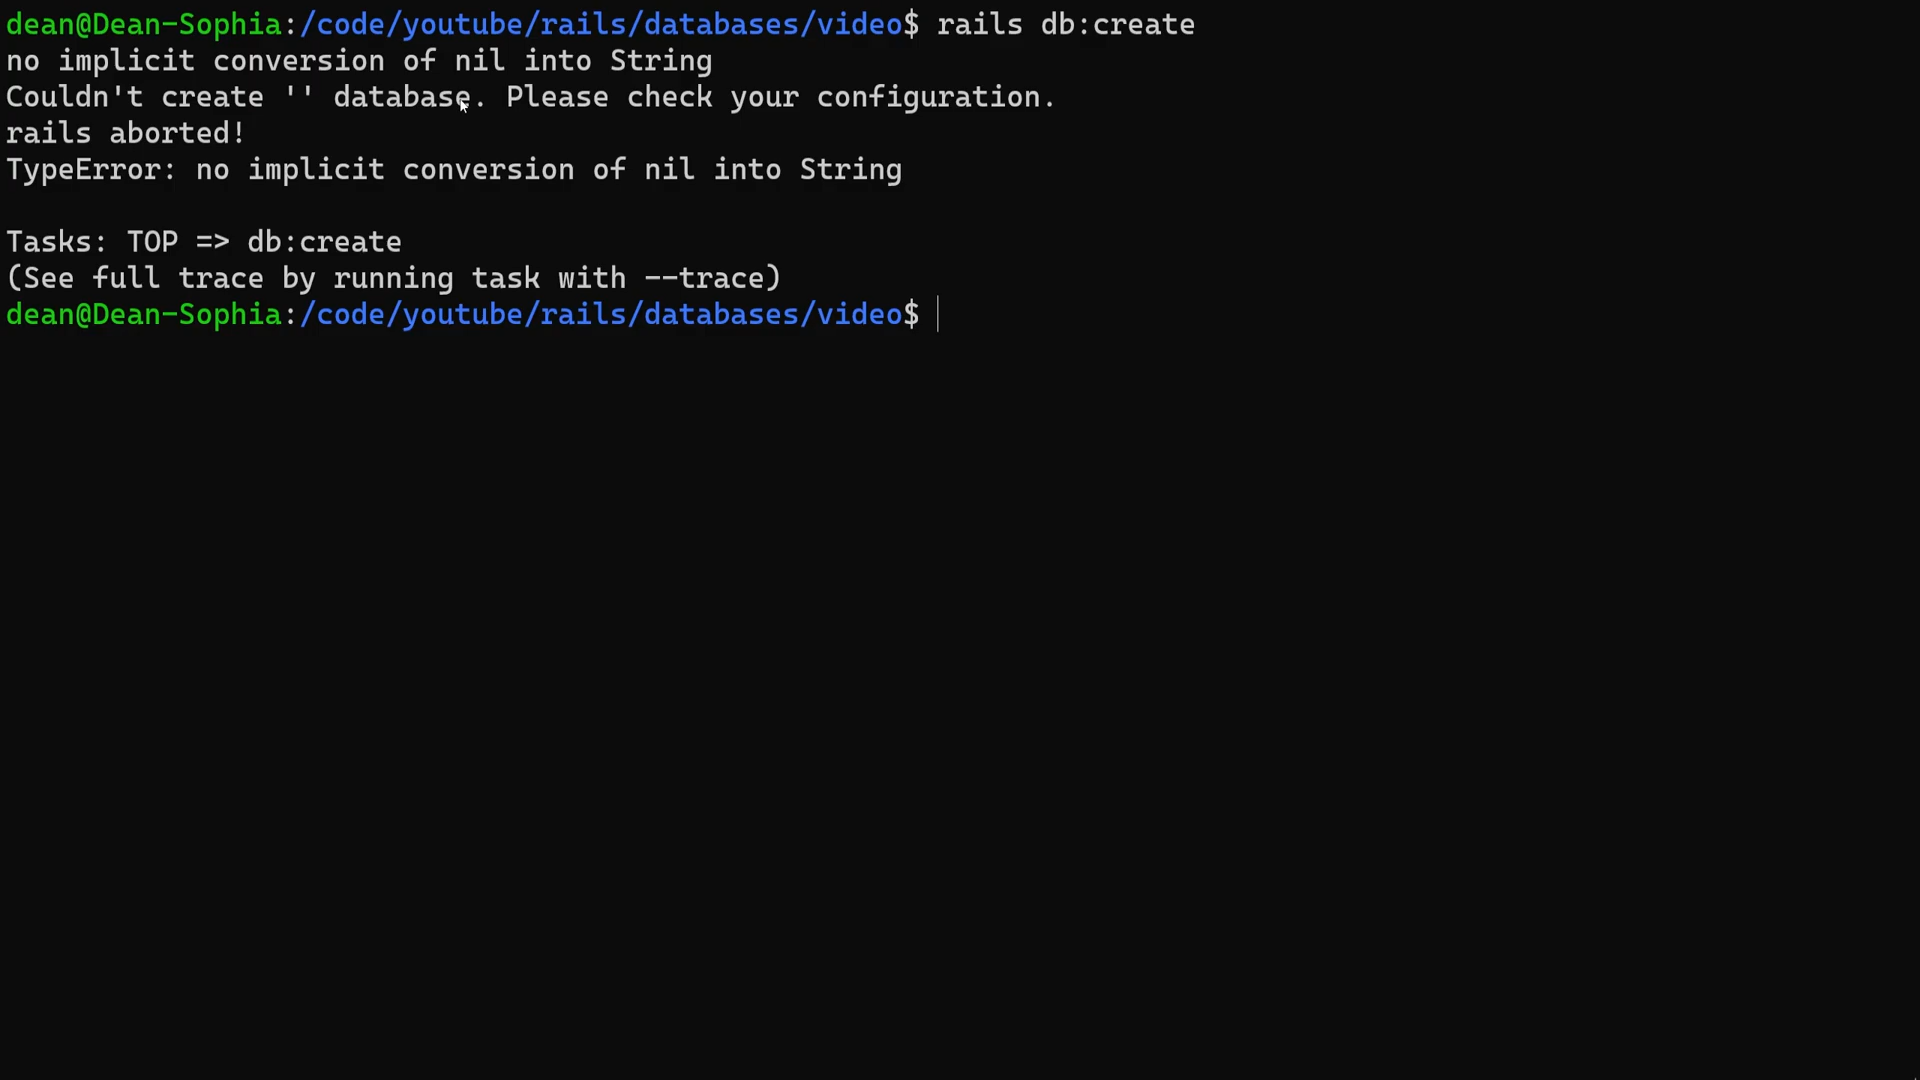 dean@Dean-Sophia:/code/youtube/rails/databases/video$ rails db:create
no implicit conversion of nil into String
Couldn't create '' database. Please check your configuration.
rails aborted!
TypeError: no implicit conversion of nil into String

Tasks: TOP => db:create
(See full trace by running task with --trace)
dean@Dean-Sophia:/code/youtube/rails/databases/video$